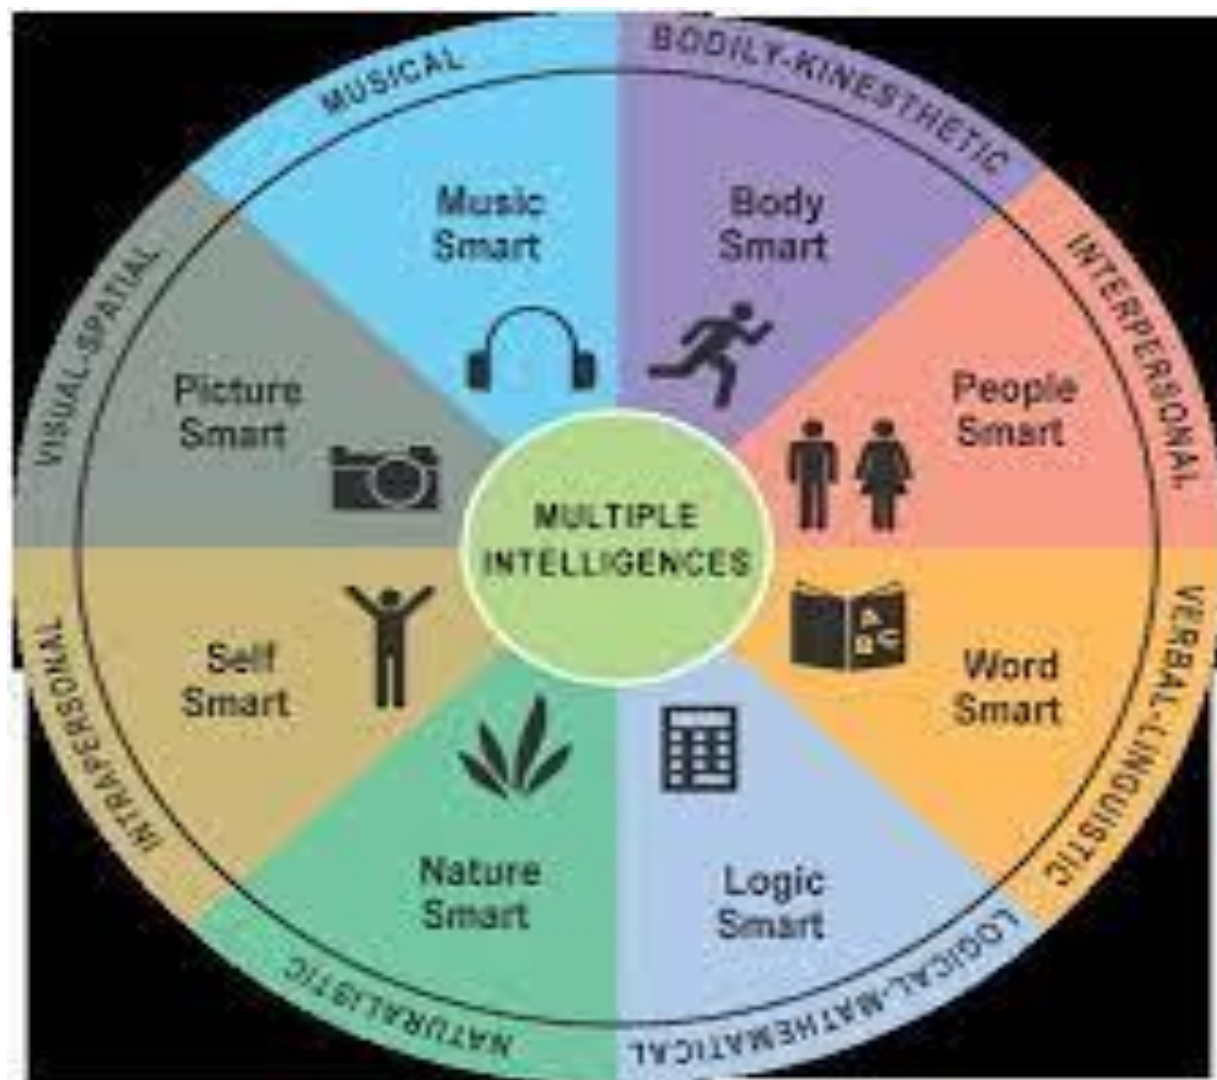 MUSICAL
BODILY-KINESTHETIC
INTERPERSONAL
VERBAL-LINGUISTIC
LOGICAL-MATHEMATICAL
NATURALISTIC
INTRAPERSONAL
VISUAL-SPATIAL
Music
Smart
Body
Smart
People
Smart
Word
Smart
A
B C
Logic
Smart
Nature
Smart
Self
Smart
Picture
Smart
MULTIPLE
INTELLIGENCES